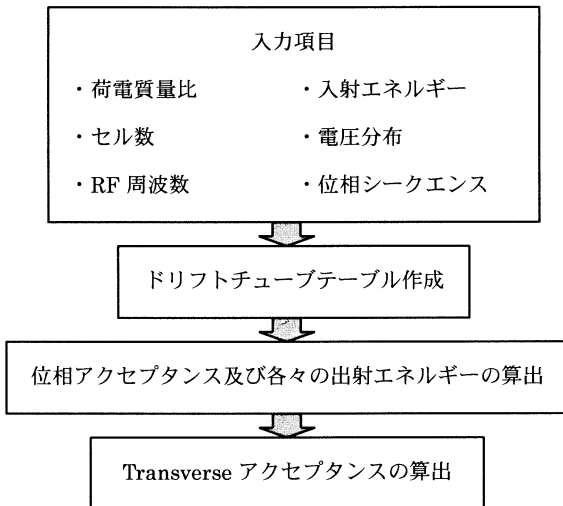 入力項目
・荷電質量比 ・入射エネルギー
・セル数 ・電圧分布
・RF 周波数 ・位相シークエンス
ドリフトチューブテーブル作成
位相アクセプタンス及び各々の出射エネルギーの算出
Transverse アクセプタンスの算出